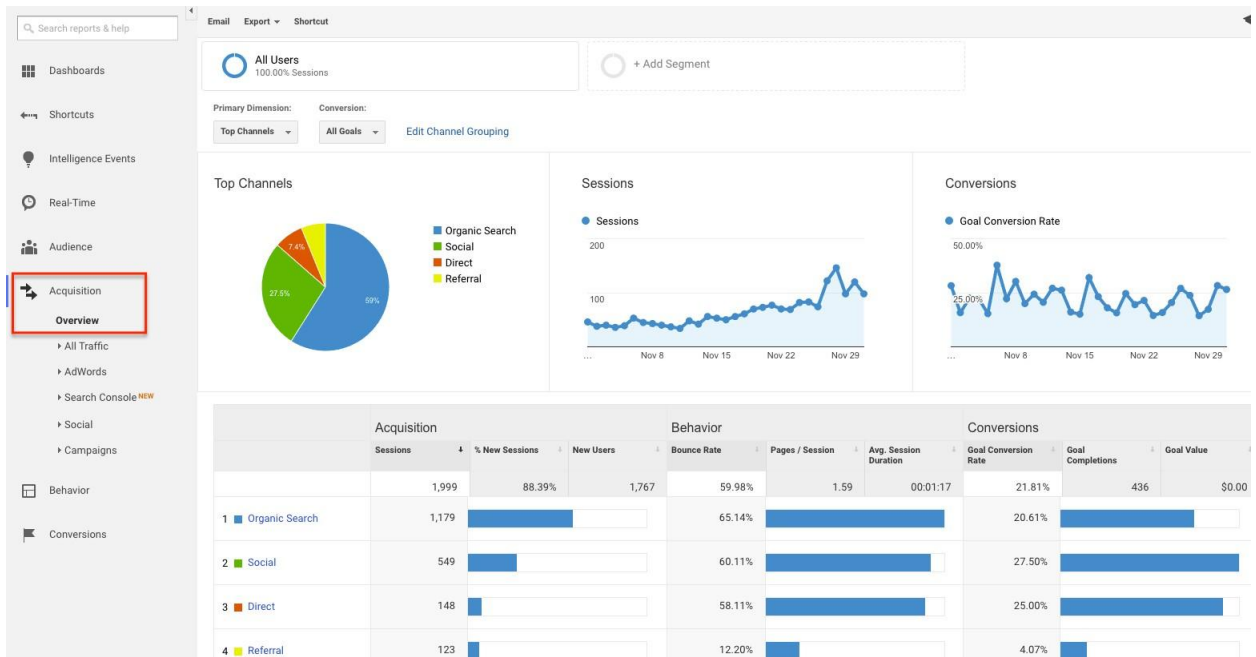 Search reports & help
Dashboards
Shortcuts
Intelligence Events
Real-Time
Audience
Acquisition
Overview
All Traffic
AdWords
Search Console NEW
Social
Campaigns
Behavior
Conversions
Email Export Shortcut
All Users
100.00% Sessions
+ Add Segment
Primary Dimension: Conversion:
Top Channels All Goals Edit Channel Grouping
Top Channels
7.4%
27.5%
59%
Organic Search
Social
Direct
Referral
Sessions
Sessions
200
100
... Nov 8 Nov 15 Nov 22 Nov 29
Conversions
Goal Conversion Rate
50.00%
25.00%
... Nov 8 Nov 15 Nov 22 Nov 29
Acquisition Behavior Conversions
Sessions % New Sessions New Users Bounce Rate Pages / Session Avg. Session Duration Goal Conversion Rate Goal Completions Goal Value
1,999 88.39% 1,767 59.98% 1.59 00:01:17 21.81% 436 $0.00
1 Organic Search 1,179 65.14% 20.61%
2 Social 549 60.11% 27.50%
3 Direct 148 58.11% 25.00%
4 Referral 123 12.20% 4.07%